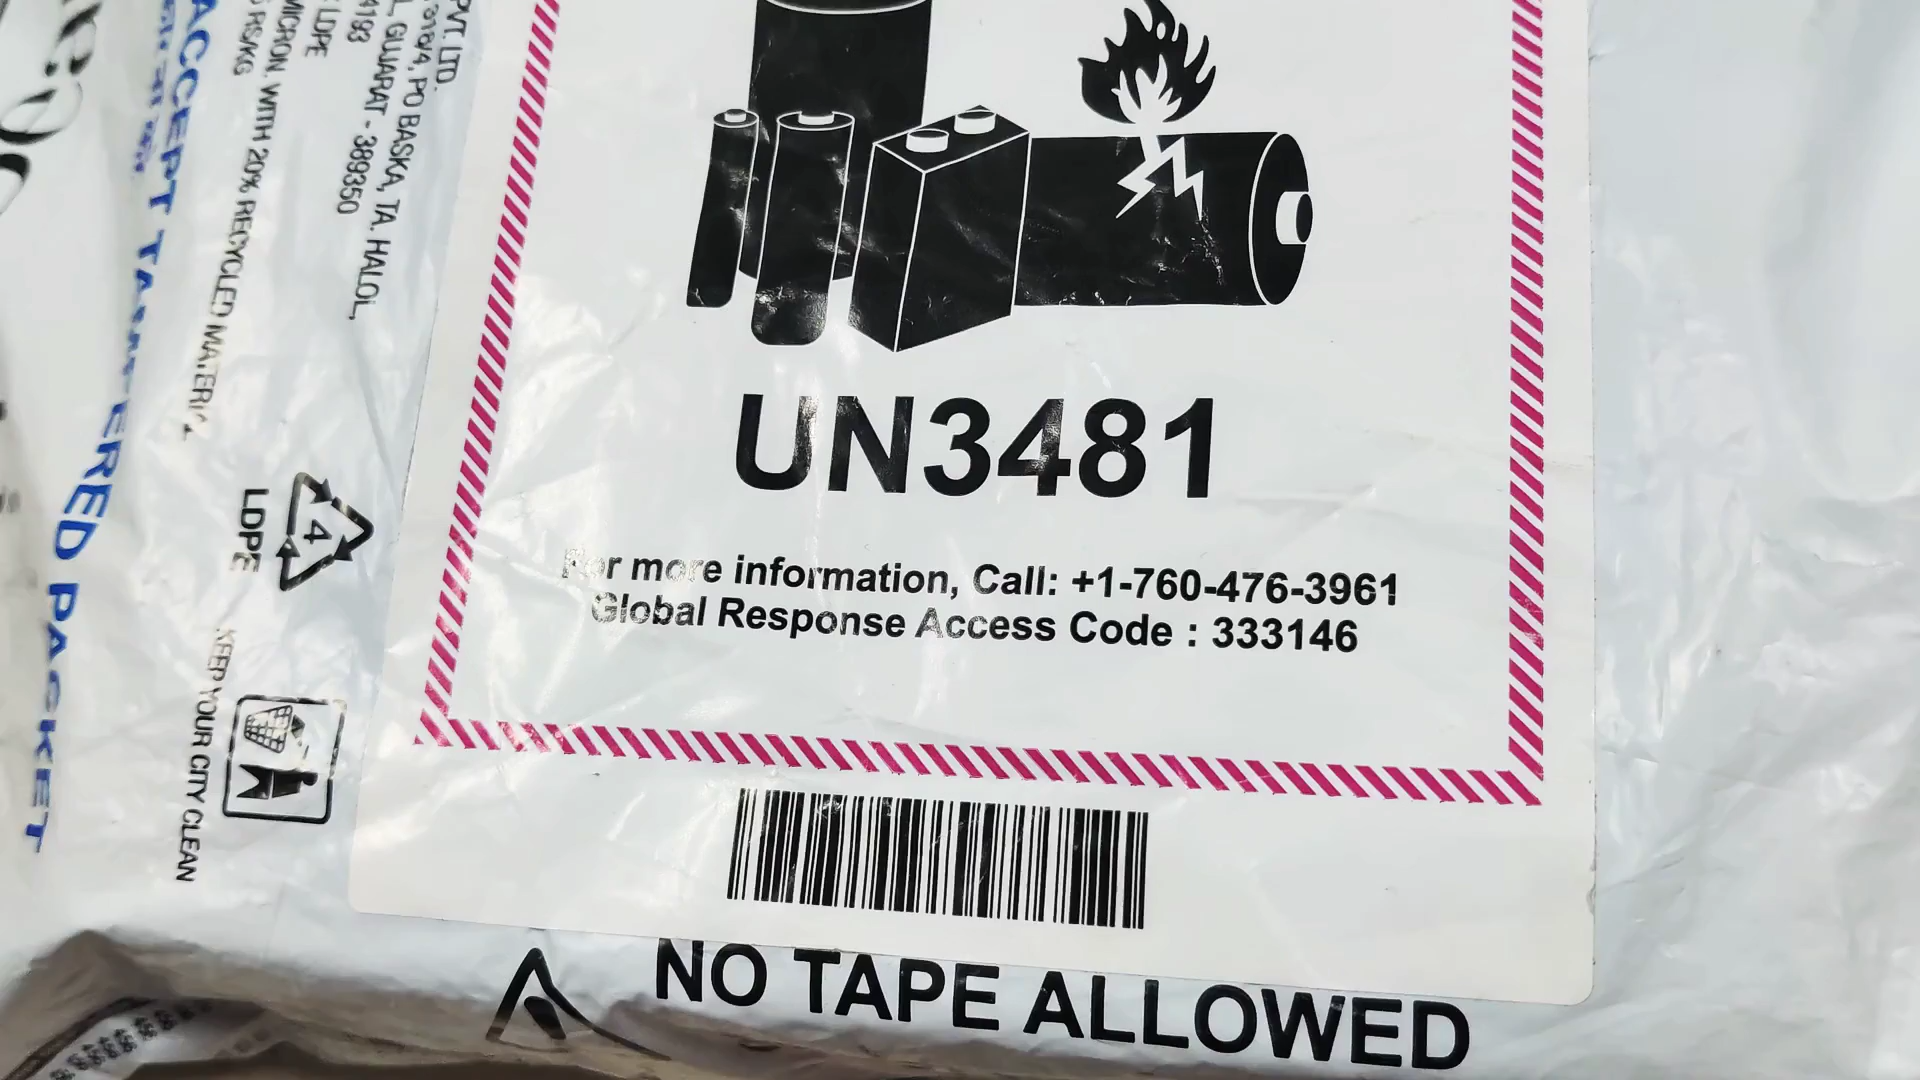 UN3481
For more information, Call: +1-760-476-3961
Global Response Access Code : 333146
NO TAPE ALLOWED
ACCEPT TAMPERED PACKET
PVT. LTD.
PO BASKA, TA. HALOL,
GUJARAT - 389350
LDPE
MICRON. WITH 20% RECYCLED MATERIAL
RS/KG
4
LDPE
KEEP YOUR CITY CLEAN